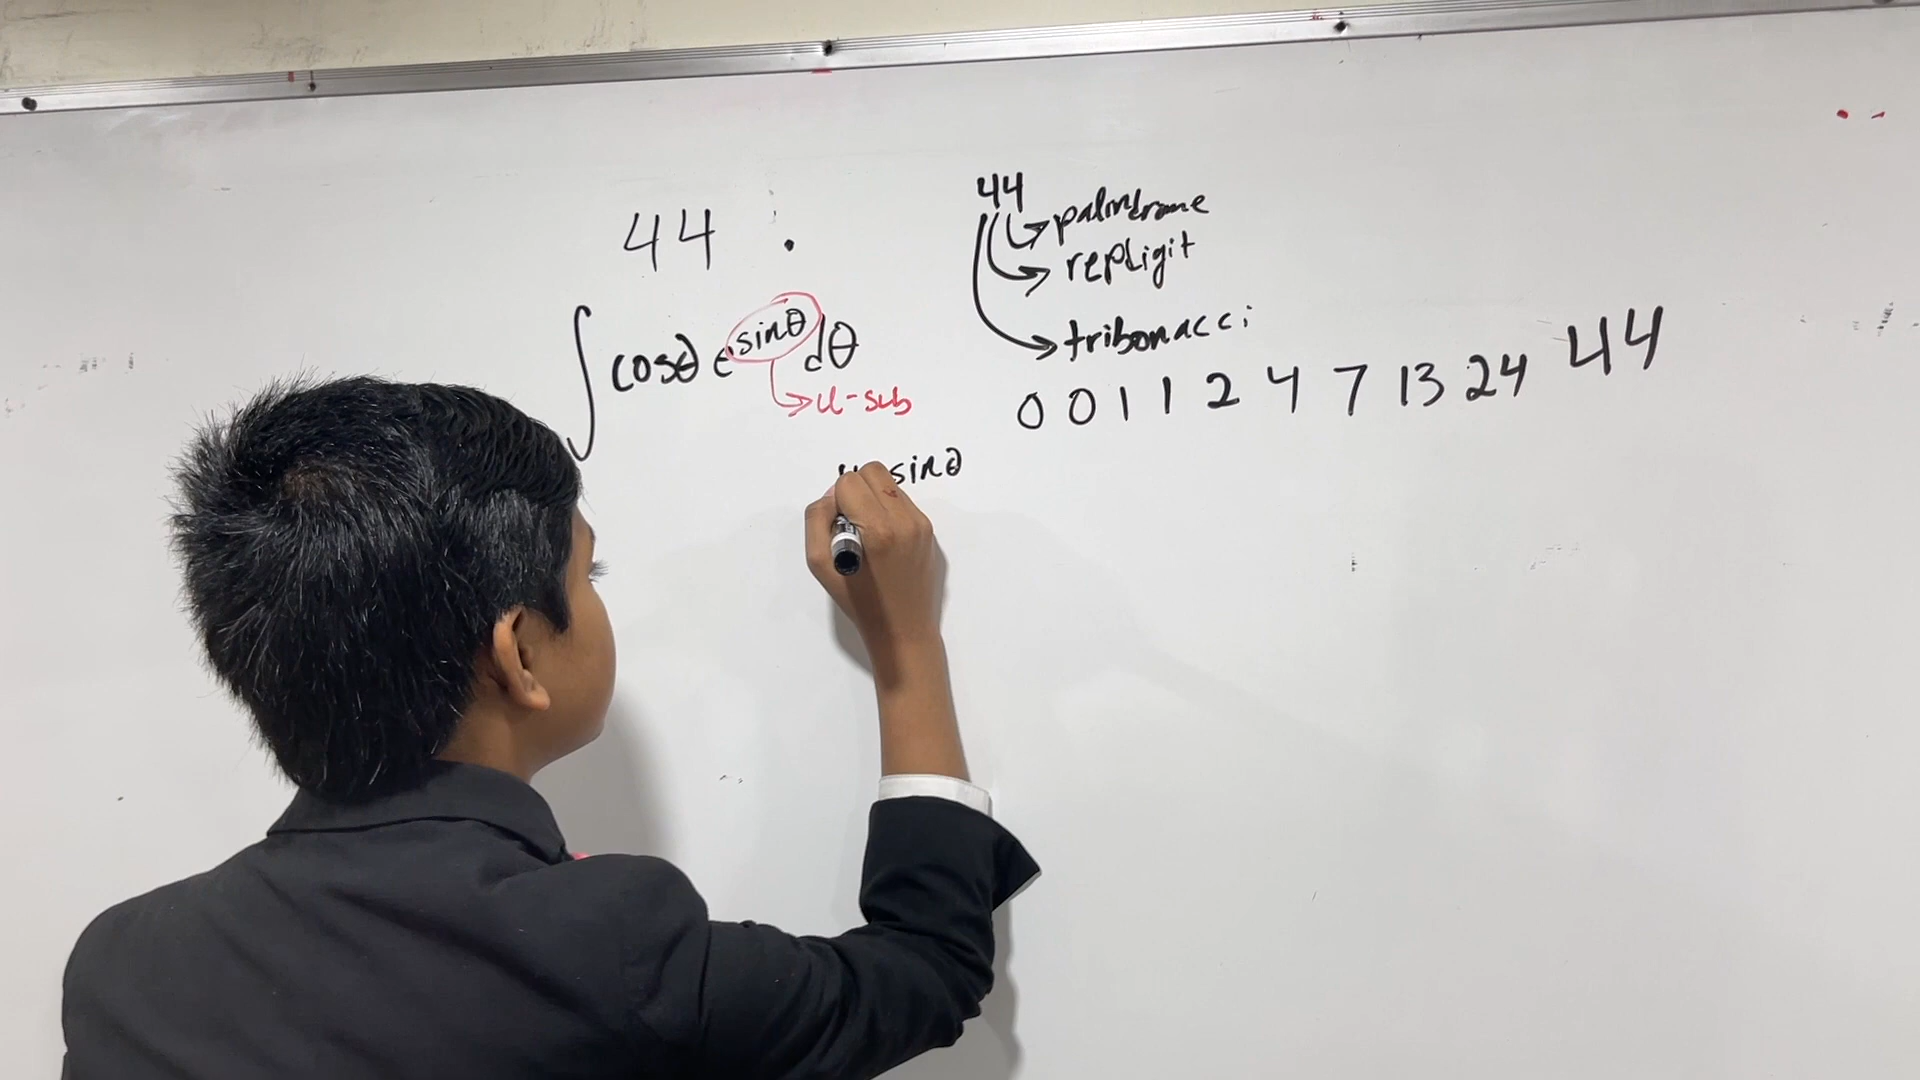 44 .
∫ cosθ e^sinθ dθ
u-sub
sinθ
44
palindrome
repdigit
tribonacci
0 0 1 1 2 4 7 13 24 44